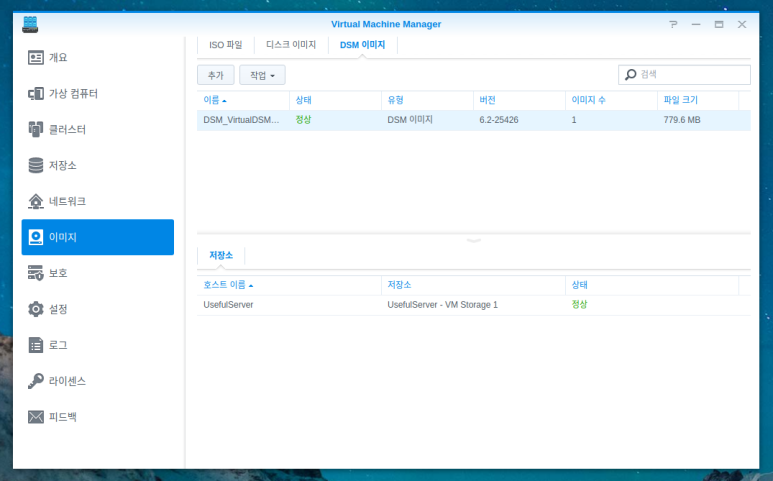 Virtual Machine Manager
개요
가상 컴퓨터
클러스터
저장소
네트워크
이미지
보호
설정
로그
라이센스
피드백
ISO 파일 디스크 이미지 DSM 이미지
추가 작업 검색
이름 상태 유형 버전 이미지 수 파일 크기
DSM_VirtualDSM... 정상 DSM 이미지 6.2-25426 1 779.6 MB
저장소
호스트 이름 저장소 상태
UsefulServer UsefulServer - VM Storage 1 정상